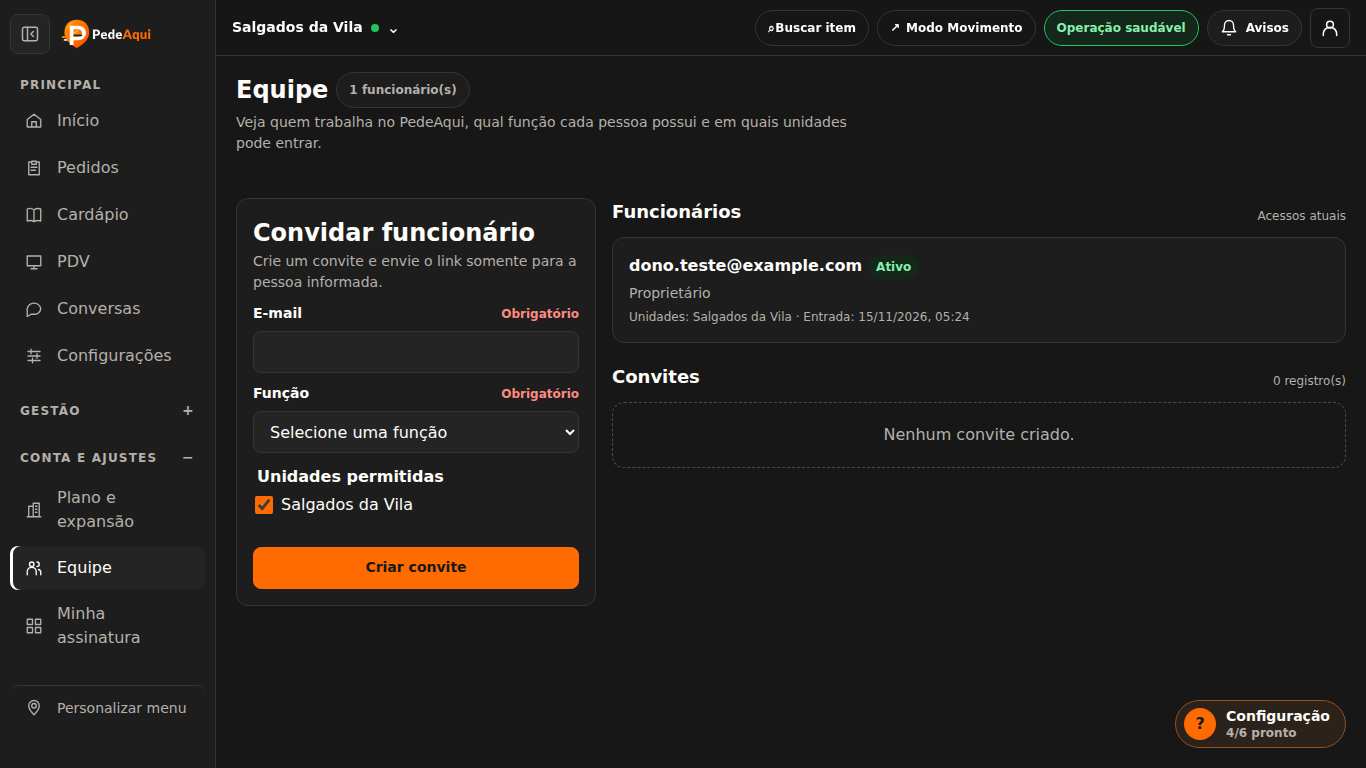 PedeAqui
PRINCIPAL
Início
Pedidos
Cardápio
PDV
Conversas
Configurações
GESTÃO +
CONTA E AJUSTES −
Plano e
expansão
Equipe
Minha
assinatura
Personalizar menu
Salgados da Vila
Buscar item
↗ Modo Movimento
Operação saudável
Avisos
Equipe
1 funcionário(s)
Veja quem trabalha no PedeAqui, qual função cada pessoa possui e em quais unidades
pode entrar.
Convidar funcionário
Crie um convite e envie o link somente para a
pessoa informada.
E-mail Obrigatório
Função Obrigatório
Selecione uma função
Unidades permitidas
Salgados da Vila
Criar convite
Funcionários
Acessos atuais
dono.teste@example.com Ativo
Proprietário
Unidades: Salgados da Vila · Entrada: 15/11/2026, 05:24
Convites
0 registro(s)
Nenhum convite criado.
?
Configuração
4/6 pronto